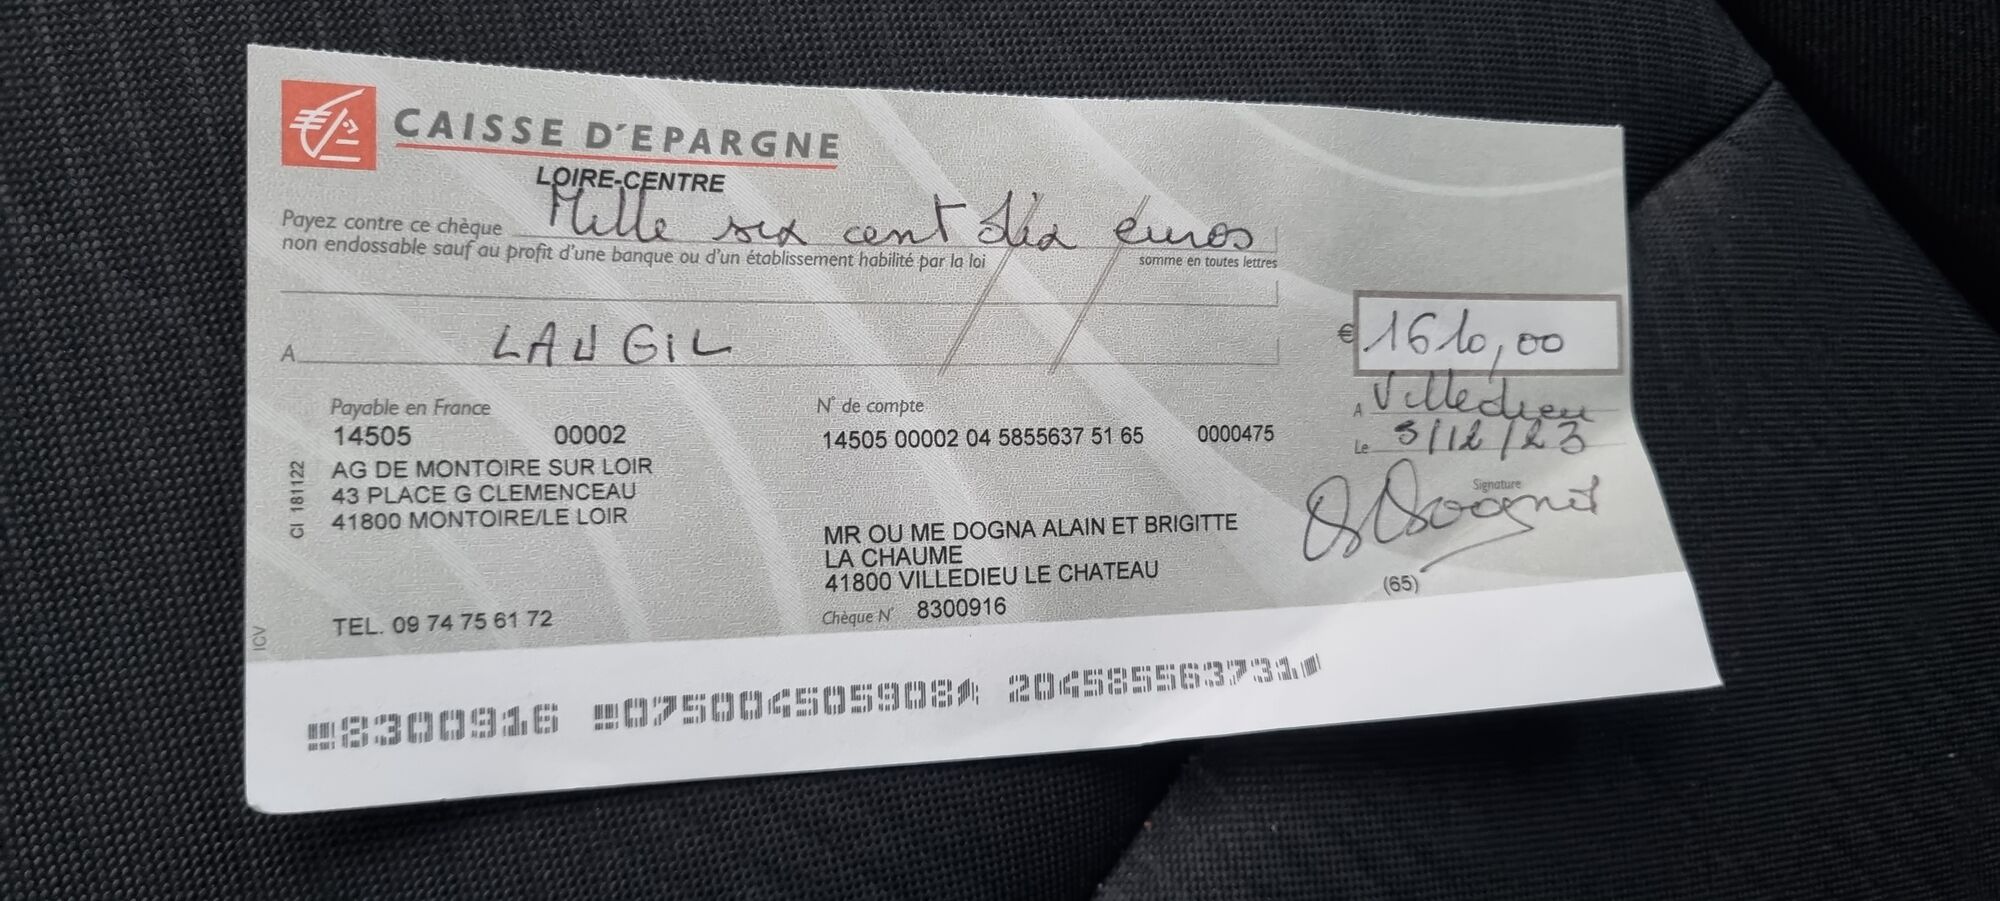 CAISSE D'EPARGNE
LOIRE-CENTRE
Payez contre ce chèque Mille six cent dix euros
non endossable sauf au profit d'une banque ou d'un établissement habilité par la loi
somme en toutes lettres
A LAUGIL
€ 1610,00
Payable en France
14505 00002
AG DE MONTOIRE SUR LOIR
43 PLACE G CLEMENCEAU
41800 MONTOIRE/LE LOIR
CI 181122
TEL. 09 74 75 61 72
ICV
N° de compte
14505 00002 04 5855637 51 65 0000475
MR OU ME DOGNA ALAIN ET BRIGITTE
LA CHAUME
41800 VILLEDIEU LE CHATEAU
Chèque N° 8300916
A Villedieu
Le 5/12/23
Signature
(65)
8300916 075004505908 204585563731